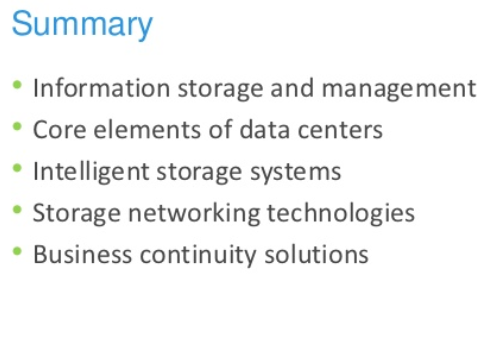 Summary
• Information storage and management
• Core elements of data centers
• Intelligent storage systems
• Storage networking technologies
• Business continuity solutions